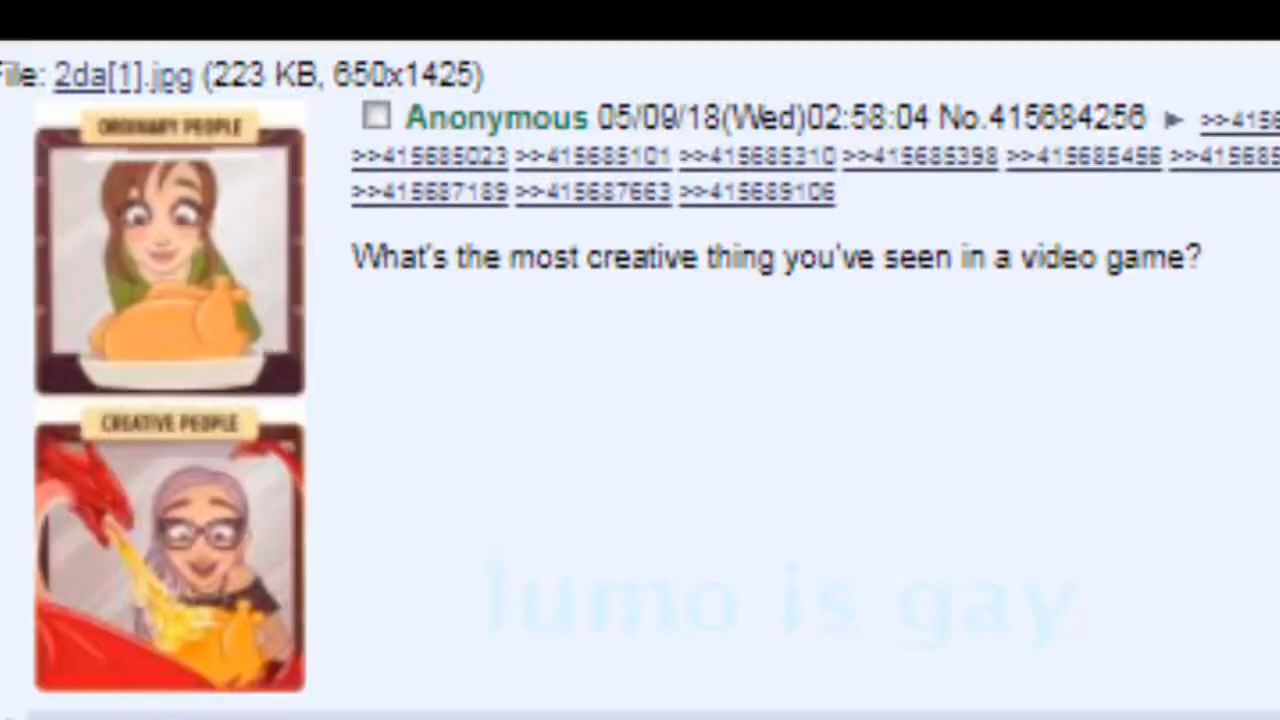 File: 2da[1].jpg (223 KB, 650x1425)
ORDINARY PEOPLE
Anonymous 05/09/18(Wed)02:58:04 No.415684256 ► >>4156
>>415685023 >>415685101 >>415685310 >>415685398 >>415685456 >>415685
>>415687189 >>415687663 >>415689106
What's the most creative thing you've seen in a video game?
CREATIVE PEOPLE
lumo is gay